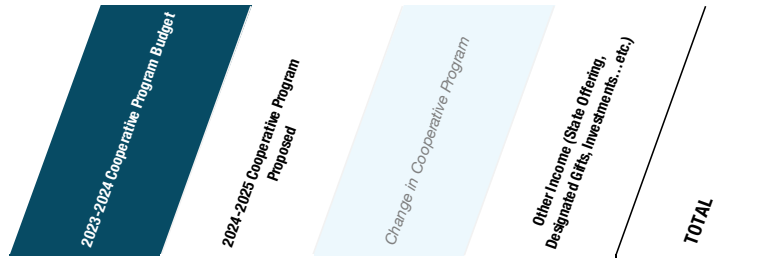 2023-2024 Cooperative Program Budget
2024-2025 Cooperative Program
Proposed
Change in Cooperative Program
Other Income (State Offering,
Designated Gifts, Investments...etc.)
TOTAL